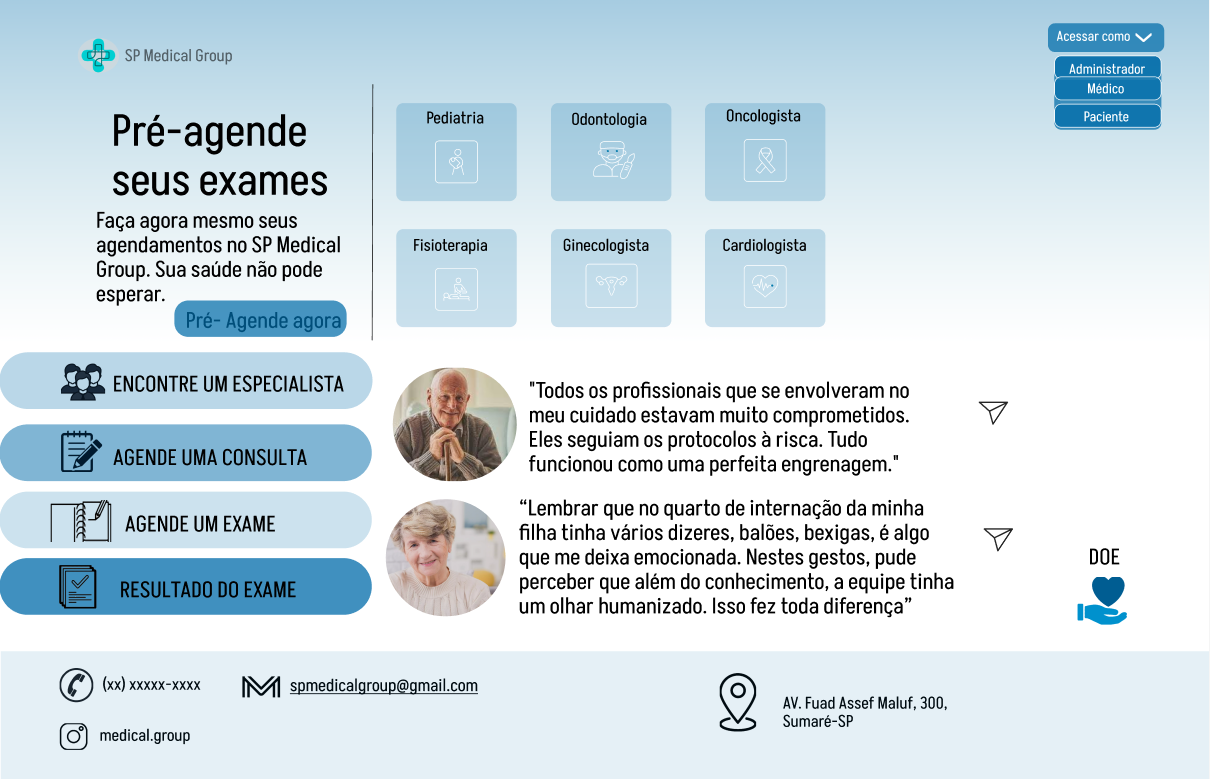 SP Medical Group
Acessar como
Administrador
Médico
Paciente
Pré-agende
seus exames
Faça agora mesmo seus
agendamentos no SP Medical
Group. Sua saúde não pode
esperar.
Pré- Agende agora
Pediatria
Odontologia
Oncologista
Fisioterapia
Ginecologista
Cardiologista
ENCONTRE UM ESPECIALISTA
AGENDE UMA CONSULTA
AGENDE UM EXAME
RESULTADO DO EXAME
"Todos os profissionais que se envolveram no
meu cuidado estavam muito comprometidos.
Eles seguiam os protocolos à risca. Tudo
funcionou como uma perfeita engrenagem."
“Lembrar que no quarto de internação da minha
filha tinha vários dizeres, balões, bexigas, é algo
que me deixa emocionada. Nestes gestos, pude
perceber que além do conhecimento, a equipe tinha
um olhar humanizado. Isso fez toda diferença”
DOE
(xx) xxxxx-xxxx
spmedicalgroup@gmail.com
medical.group
AV. Fuad Assef Maluf, 300,
Sumaré-SP